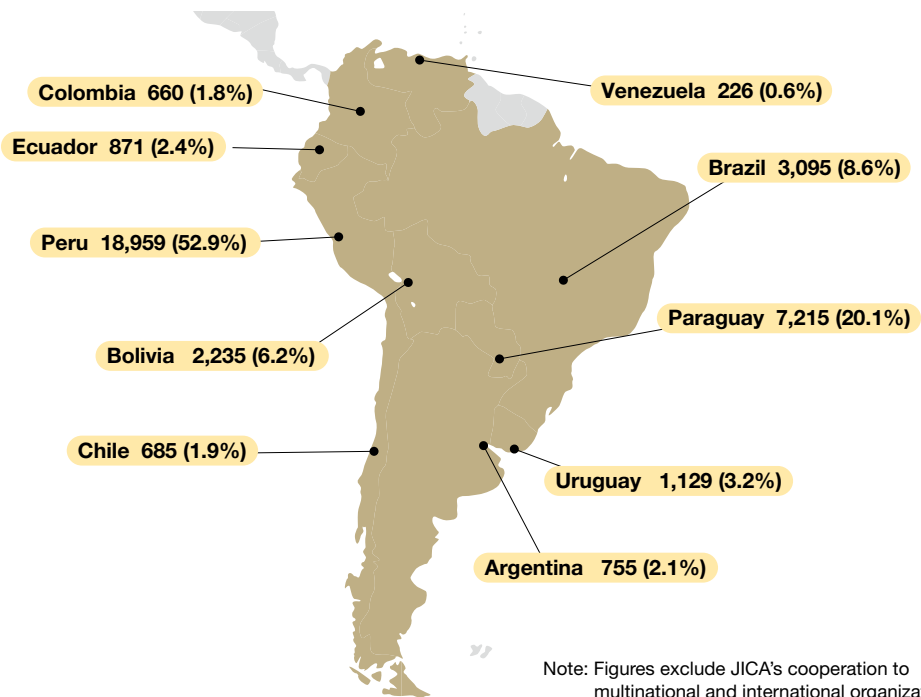 Colombia 660 (1.8%)
Venezuela 226 (0.6%)
Ecuador 871 (2.4%)
Brazil 3,095 (8.6%)
Peru 18,959 (52.9%)
Paraguay 7,215 (20.1%)
Bolivia 2,235 (6.2%)
Chile 685 (1.9%)
Uruguay 1,129 (3.2%)
Argentina 755 (2.1%)
Note: Figures exclude JICA’s cooperation to
multinational and international